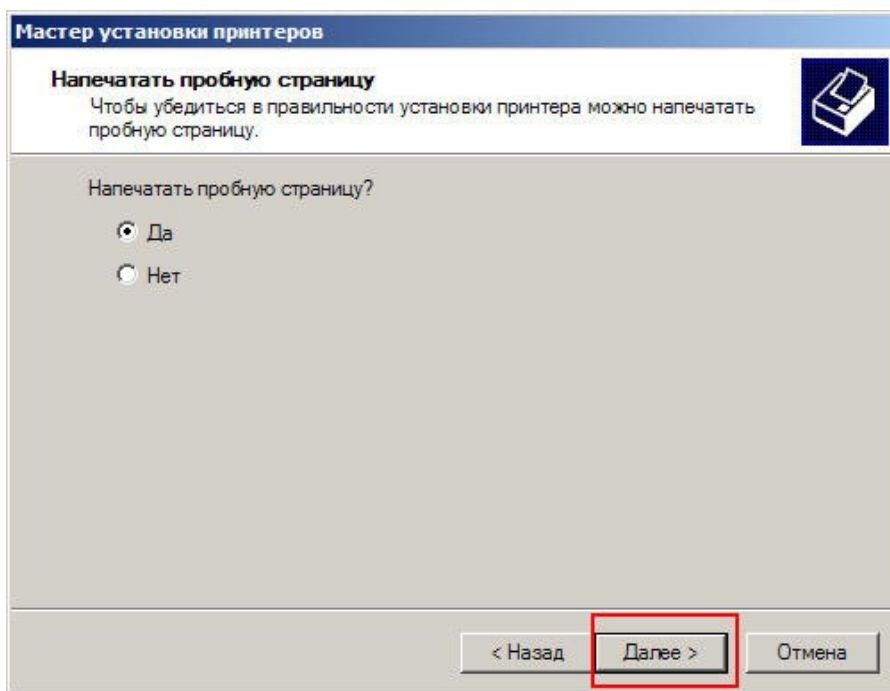 Мастер установки принтеров
Напечатать пробную страницу
Чтобы убедиться в правильности установки принтера можно напечатать
пробную страницу.
Напечатать пробную страницу?
Да
Нет
< Назад
Далее >
Отмена